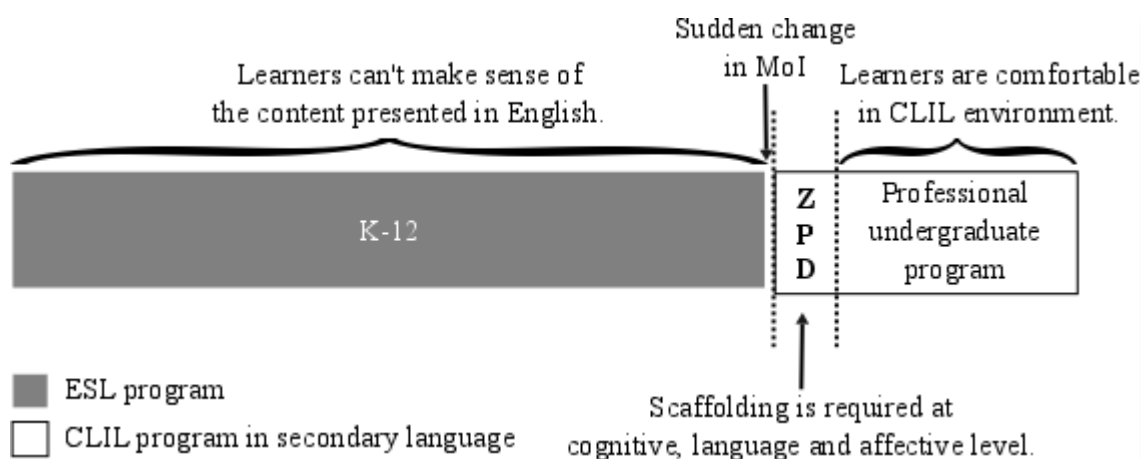 Sudden change
in MoI
Learners can't make sense of
the content presented in English.
Learners are comfortable
in CLIL environment.
K-12
Z
P
D
Professional
undergraduate
program
ESL program
CLIL program in secondary language
Scaffolding is required at
cognitive, language and affective level.